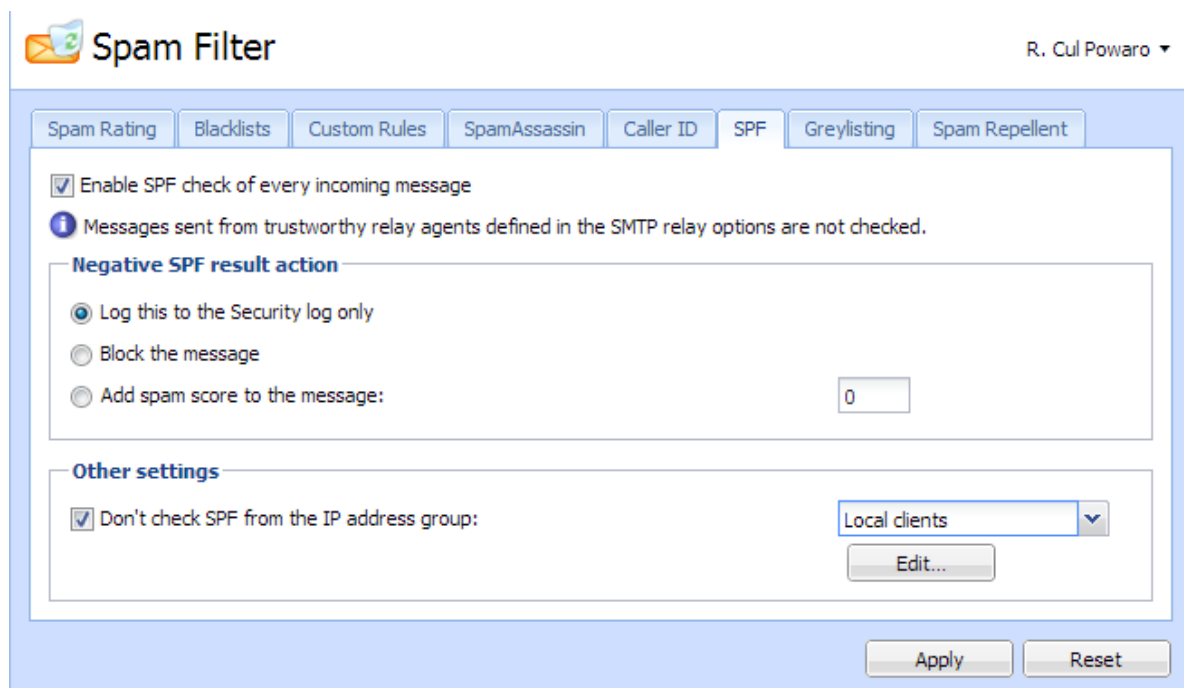 Spam Filter
R. Cul Powaro
Spam Rating
Blacklists
Custom Rules
SpamAssassin
Caller ID
SPF
Greylisting
Spam Repellent
Enable SPF check of every incoming message
Messages sent from trustworthy relay agents defined in the SMTP relay options are not checked.
Negative SPF result action
Log this to the Security log only
Block the message
Add spam score to the message:
0
Other settings
Don't check SPF from the IP address group:
Local clients
Edit...
Apply
Reset